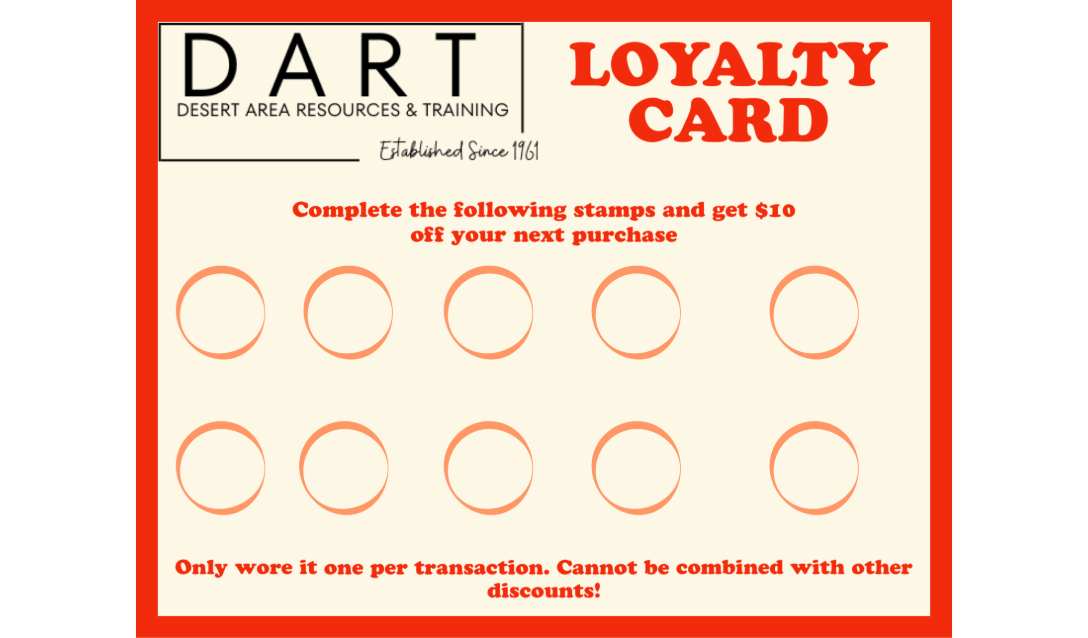 DART
DESERT AREA RESOURCES & TRAINING
Established Since 1961
LOYALTY
CARD
Complete the following stamps and get $10
off your next purchase
Only wore it one per transaction. Cannot be combined with other
discounts!